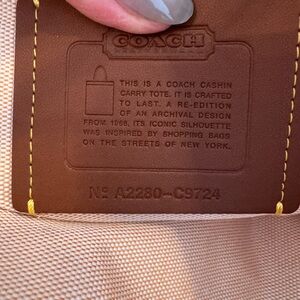 COACH
THIS IS A COACH CASHIN
CARRY TOTE. IT IS CRAFTED
TO LAST. A RE-EDITION
OF AN ARCHIVAL DESIGN
FROM 1968, ITS ICONIC SILHOUETTE
WAS INSPIRED BY SHOPPING BAGS
ON THE STREETS OF NEW YORK.
Nº A2280-C9724